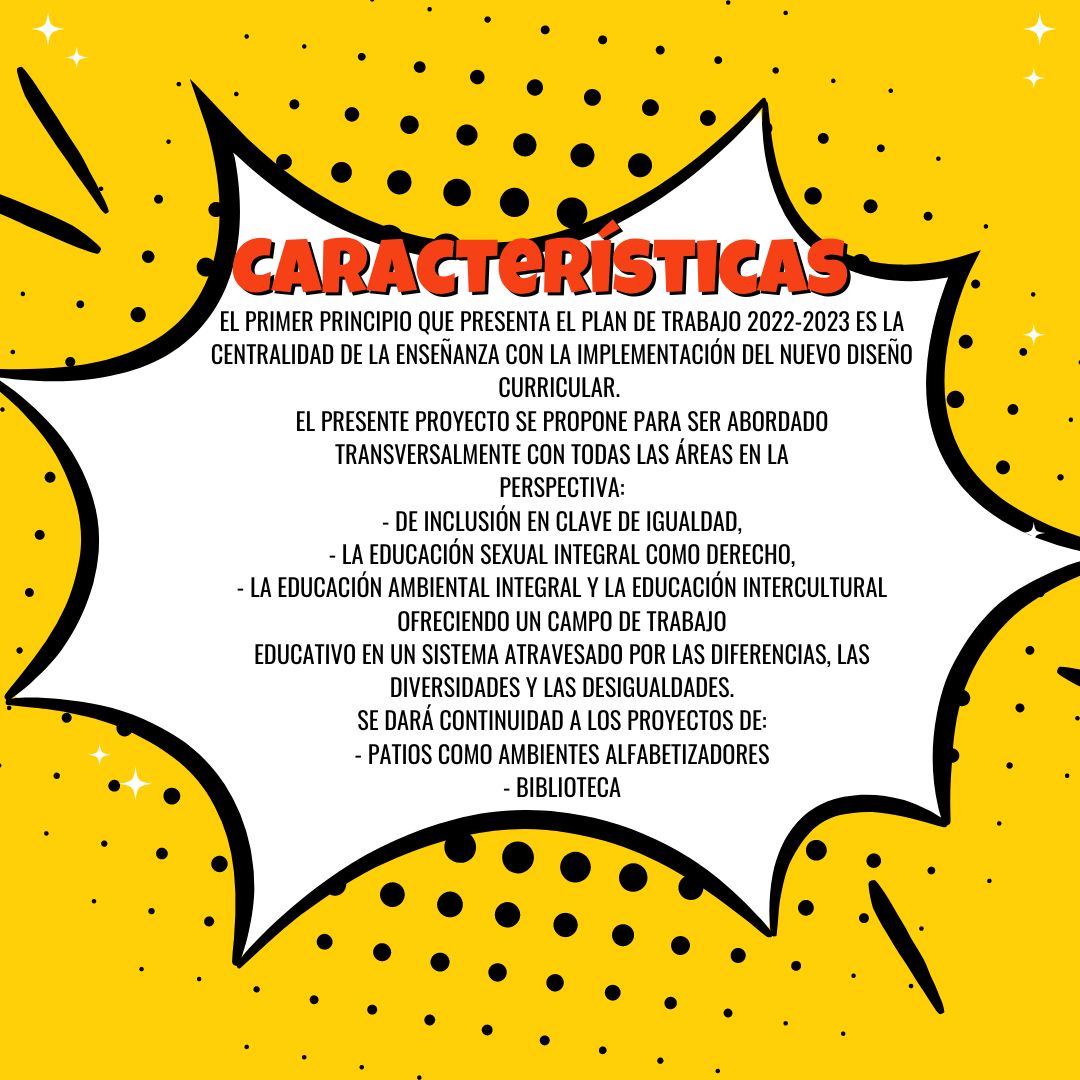 CARACTERÍSTICAS
EL PRIMER PRINCIPIO QUE PRESENTA EL PLAN DE TRABAJO 2022-2023 ES LA
CENTRALIDAD DE LA ENSEÑANZA CON LA IMPLEMENTACIÓN DEL NUEVO DISEÑO
CURRICULAR.
EL PRESENTE PROYECTO SE PROPONE PARA SER ABORDADO
TRANSVERSALMENTE CON TODAS LAS ÁREAS EN LA
PERSPECTIVA:
- DE INCLUSIÓN EN CLAVE DE IGUALDAD,
- LA EDUCACIÓN SEXUAL INTEGRAL COMO DERECHO,
- LA EDUCACIÓN AMBIENTAL INTEGRAL Y LA EDUCACIÓN INTERCULTURAL
OFRECIENDO UN CAMPO DE TRABAJO
EDUCATIVO EN UN SISTEMA ATRAVESADO POR LAS DIFERENCIAS, LAS
DIVERSIDADES Y LAS DESIGUALDADES.
SE DARÁ CONTINUIDAD A LOS PROYECTOS DE:
- PATIOS COMO AMBIENTES ALFABETIZADORES
- BIBLIOTECA